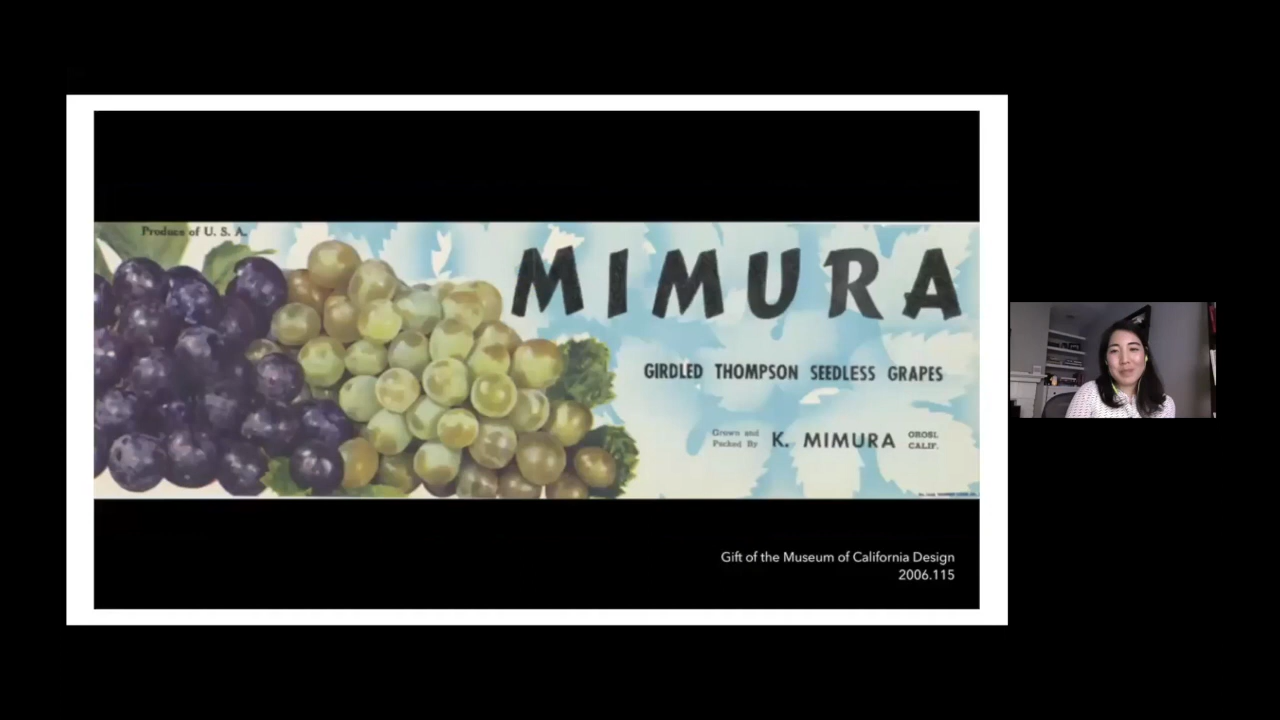 Produce of U. S. A.
MIMURA
GIRDLED THOMPSON SEEDLESS GRAPES
Grown and
Packed By
K. MIMURA
OROSI,
CALIF.
Gift of the Museum of California Design
2006.115